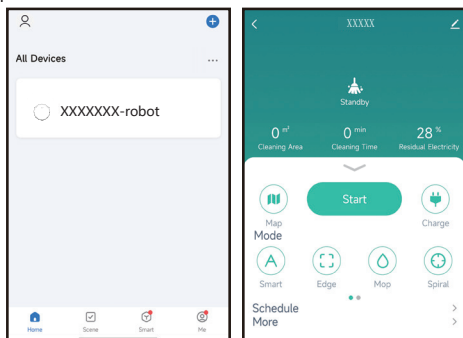 All Devices
...
XXXXXXX-robot
Home
Scene
Smart
Me
XXXXX
Standby
0 m²
0 min
28 %
Cleaning Area
Cleaning Time
Residual Electricity
Start
Map
Charge
Mode
A
Smart
Edge
Mop
Spiral
Schedule
More